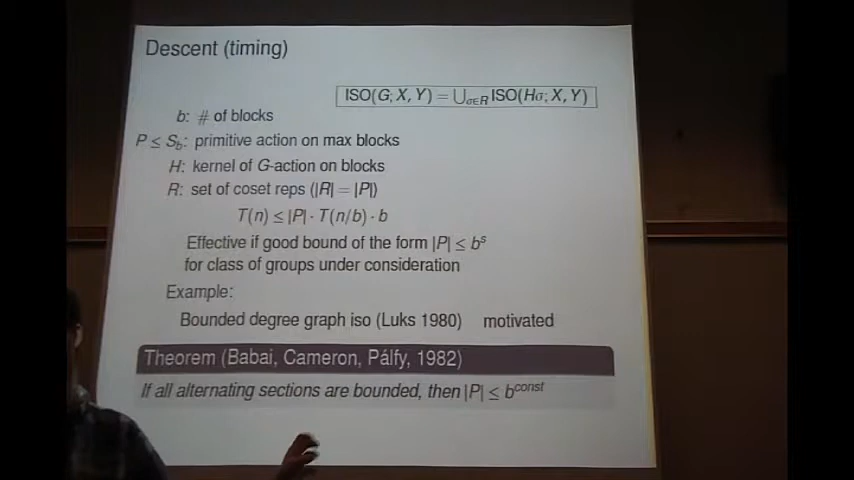 Descent (timing)
ISO(G; X, Y) = ⋃σ∈R ISO(Hσ; X, Y)
b: # of blocks
P ≤ Sb: primitive action on max blocks
H: kernel of G-action on blocks
R: set of coset reps (|R| = |P|)
T(n) ≤ |P| · T(n/b) · b
Effective if good bound of the form |P| ≤ b^s
for class of groups under consideration
Example:
Bounded degree graph iso (Luks 1980) motivated
Theorem (Babai, Cameron, Pálfy, 1982)
If all alternating sections are bounded, then |P| ≤ b^const